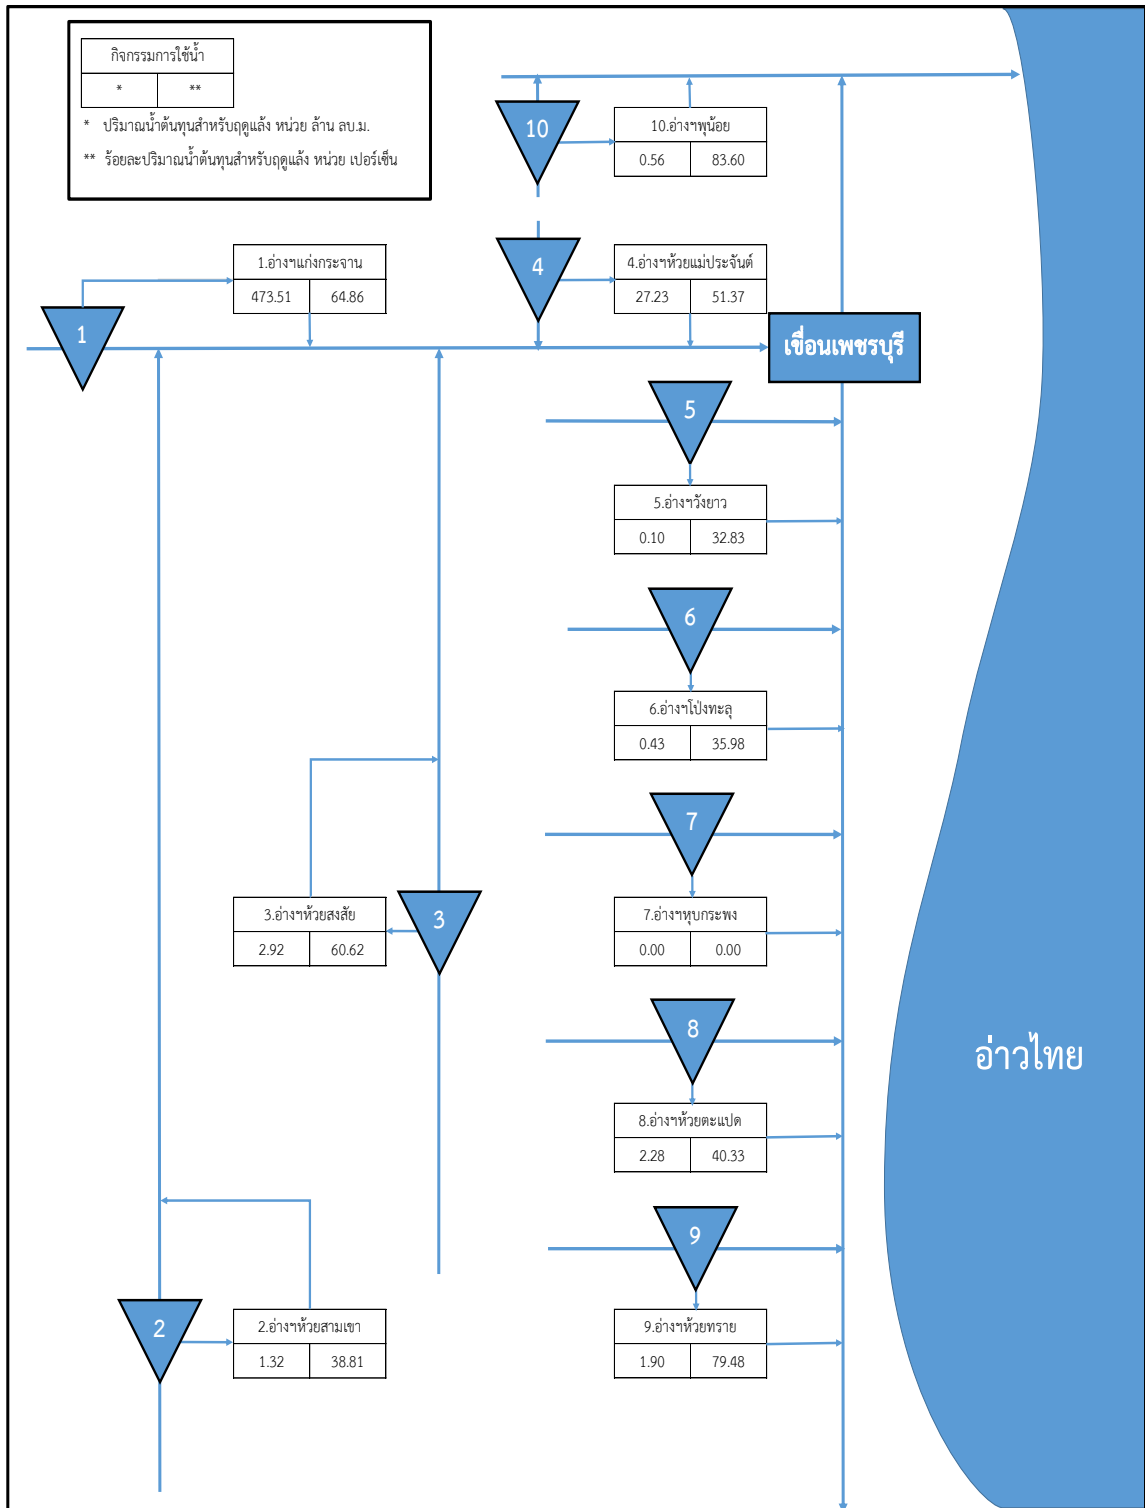 กิจกรรมการใช้น้ำ
* **
* ปริมาณน้ำต้นทุนสำหรับฤดูแล้ง หน่วย ล้าน ลบ.ม.
** ร้อยละปริมาณน้ำต้นทุนสำหรับฤดูแล้ง หน่วย เปอร์เซ็น
10
10.อ่างฯพุน้อย
0.56 83.60
1.อ่างฯแก่งกระจาน
473.51 64.86
4
4.อ่างฯห้วยแม่ประจันต์
27.23 51.37
1
เขื่อนเพชรบุรี
5
5.อ่างฯวังยาว
0.10 32.83
6
6.อ่างฯโป่งทะลุ
0.43 35.98
7
3.อ่างฯห้วยสงสัย
2.92 60.62
3
7.อ่างฯหุบกระพง
0.00 0.00
8
อ่าวไทย
8.อ่างฯห้วยตะแปด
2.28 40.33
9
2
2.อ่างฯห้วยสามเขา
1.32 38.81
9.อ่างฯห้วยทราย
1.90 79.48